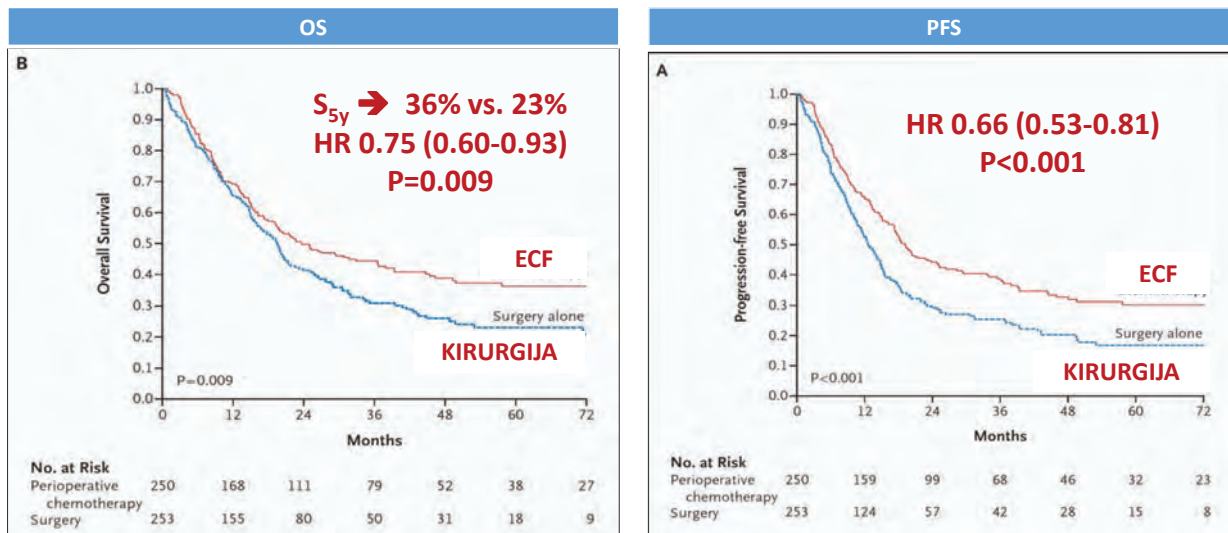 OS
B
S5y ➔ 36% vs. 23%
HR 0.75 (0.60-0.93)
P=0.009
1.0
0.9
0.8
0.7
0.6
0.5
0.4
0.3
0.2
0.1
0.0
Overall Survival
ECF
Surgery alone
KIRURGIJA
P=0.009
0 12 24 36 48 60 72
Months
No. at Risk
Perioperative 250 168 111 79 52 38 27
chemotherapy
Surgery 253 155 80 50 31 18 9
PFS
A
HR 0.66 (0.53-0.81)
P<0.001
1.0
0.9
0.8
0.7
0.6
0.5
0.4
0.3
0.2
0.1
0.0
Progression-free Survival
ECF
Surgery alone
KIRURGIJA
P<0.001
0 12 24 36 48 60 72
Months
No. at Risk
Perioperative 250 159 99 68 46 32 23
chemotherapy
Surgery 253 124 57 42 28 15 8